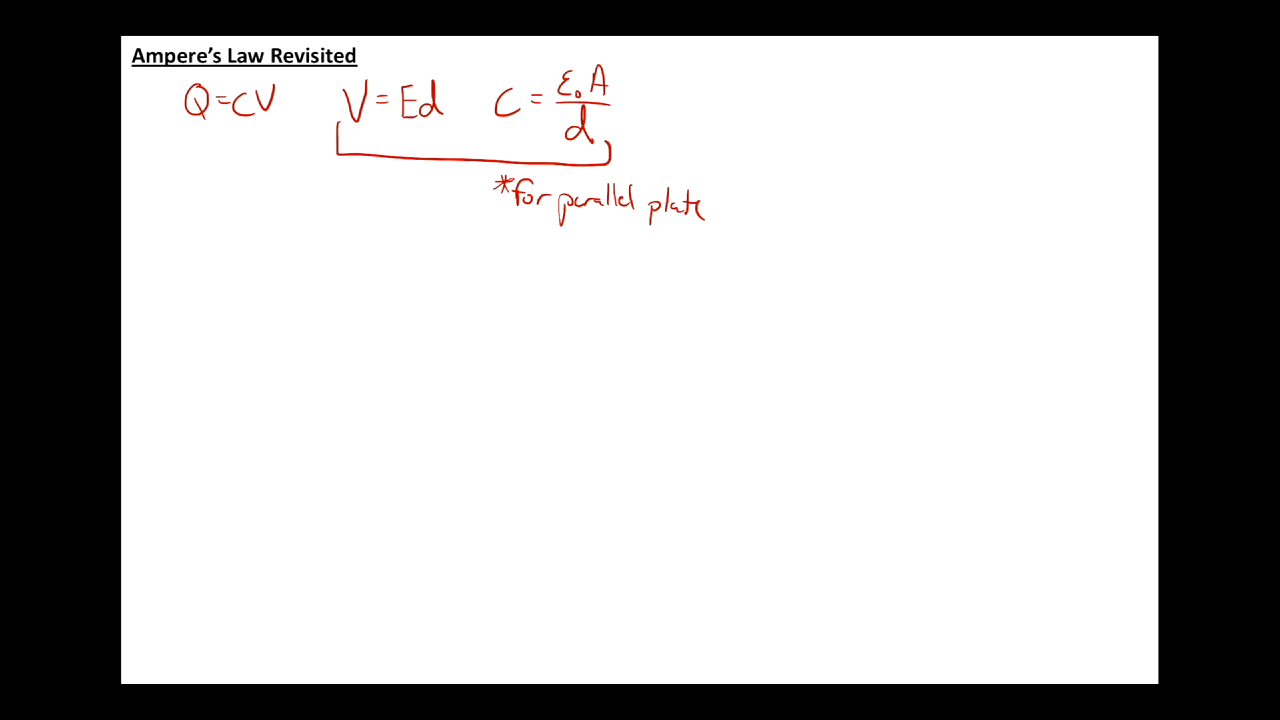 Ampere's Law Revisited
Q=CV V=Ed C=ε₀A/d
*for parallel plate